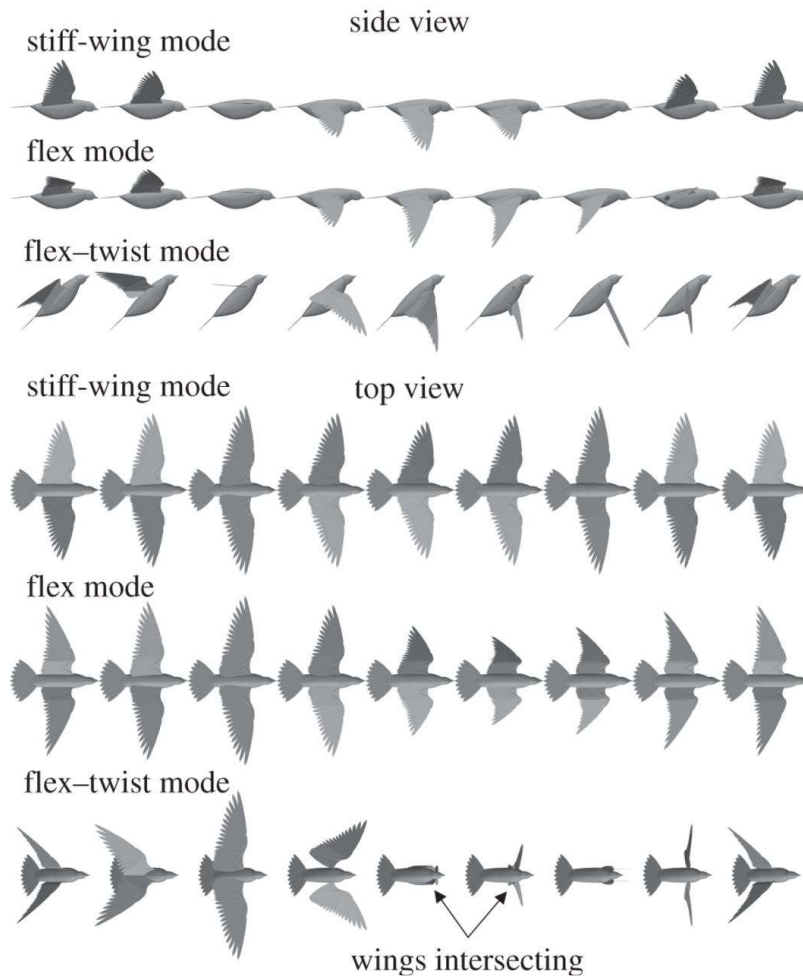 side view
stiff-wing mode
flex mode
flex–twist mode
stiff-wing mode
top view
flex mode
flex–twist mode
wings intersecting